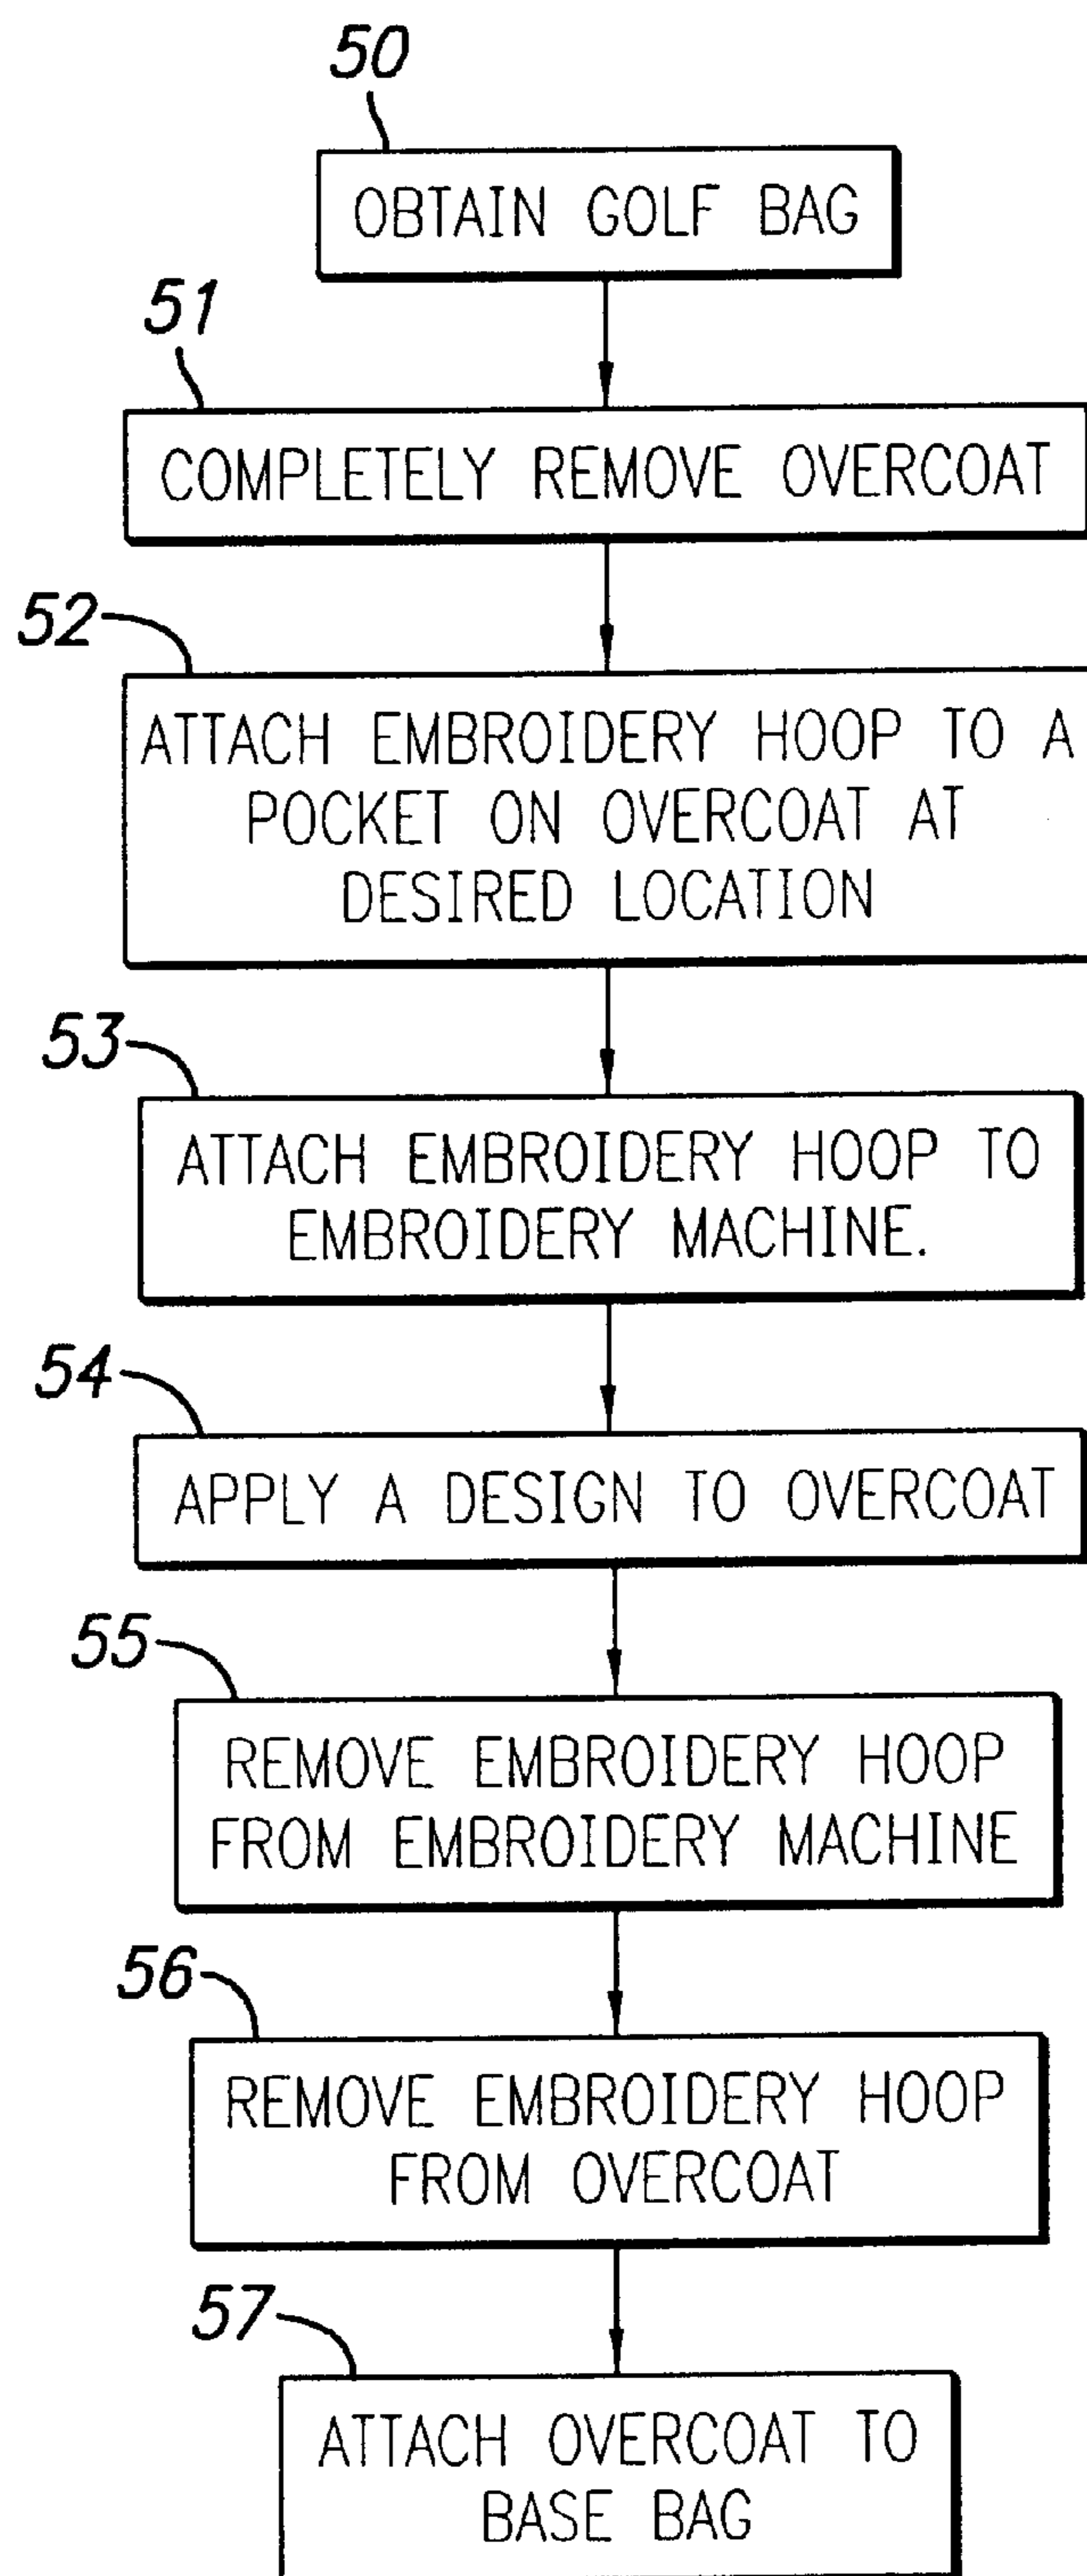 50
OBTAIN GOLF BAG
51
COMPLETELY REMOVE OVERCOAT
52
ATTACH EMBROIDERY HOOP TO A
POCKET ON OVERCOAT AT
DESIRED LOCATION
53
ATTACH EMBROIDERY HOOP TO
EMBROIDERY MACHINE.
54
APPLY A DESIGN TO OVERCOAT
55
REMOVE EMBROIDERY HOOP
FROM EMBROIDERY MACHINE
56
REMOVE EMBROIDERY HOOP
FROM OVERCOAT
57
ATTACH OVERCOAT TO
BASE BAG